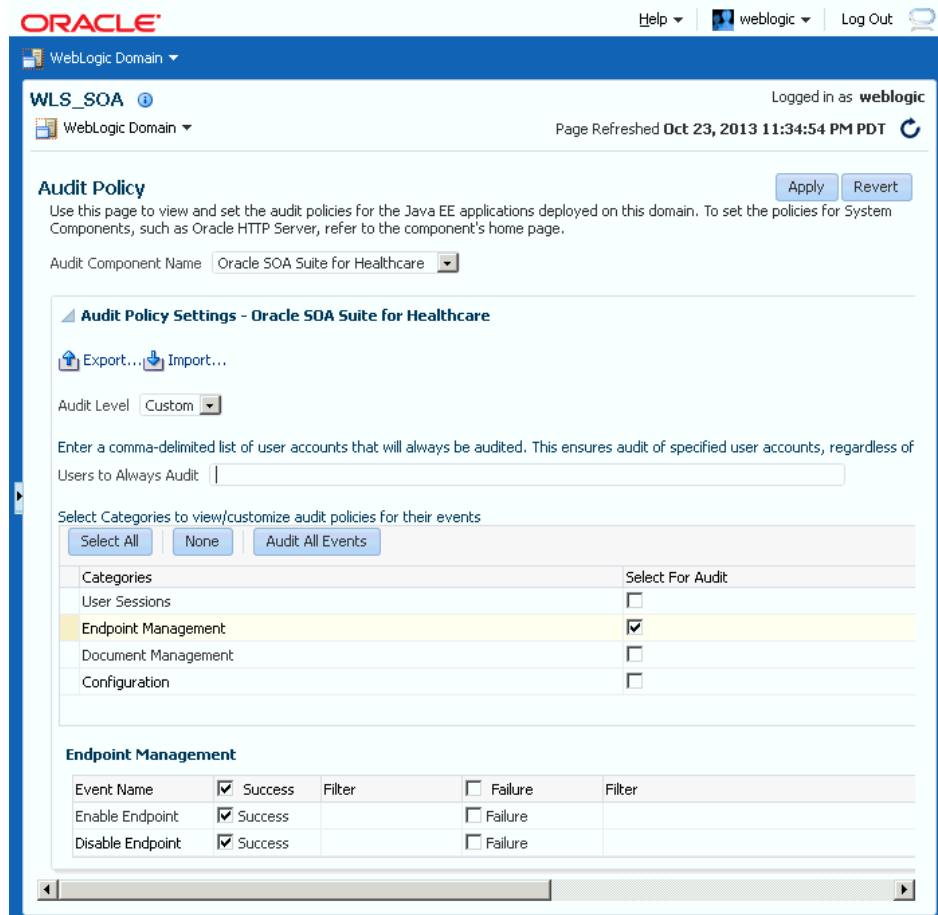 ORACLE
Help weblogic Log Out
WebLogic Domain
WLS_SOA Logged in as weblogic
WebLogic Domain Page Refreshed Oct 23, 2013 11:34:54 PM PDT
Audit Policy Apply Revert
Use this page to view and set the audit policies for the Java EE applications deployed on this domain. To set the policies for System
Components, such as Oracle HTTP Server, refer to the component's home page.
Audit Component Name Oracle SOA Suite for Healthcare
Audit Policy Settings - Oracle SOA Suite for Healthcare
Export... Import...
Audit Level Custom
Enter a comma-delimited list of user accounts that will always be audited. This ensures audit of specified user accounts, regardless of
Users to Always Audit
Select Categories to view/customize audit policies for their events
Select All None Audit All Events
Categories Select For Audit
User Sessions
Endpoint Management
Document Management
Configuration
Endpoint Management
Event Name Success Filter Failure Filter
Enable Endpoint Success Failure
Disable Endpoint Success Failure